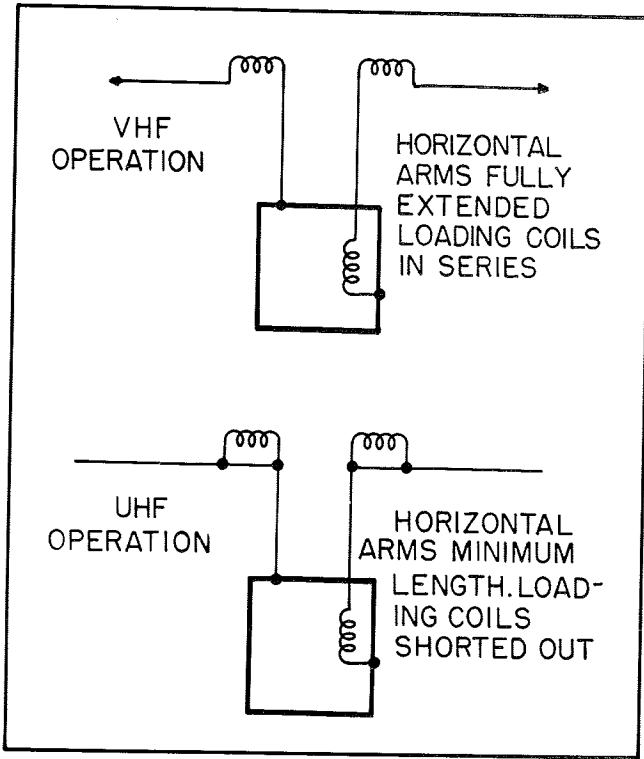 VHF
OPERATION
HORIZONTAL
ARMS FULLY
EXTENDED
LOADING COILS
IN SERIES
UHF
OPERATION
HORIZONTAL
ARMS MINIMUM
LENGTH. LOAD-
ING COILS
SHORTED OUT